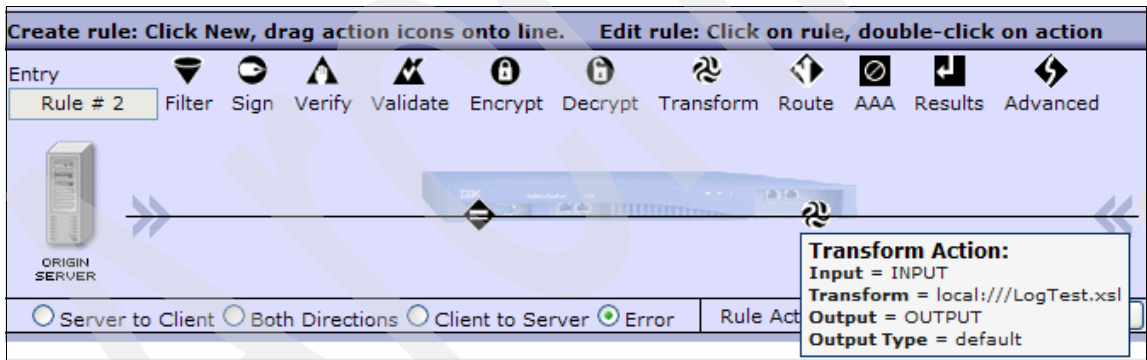 Create rule: Click New, drag action icons onto line. Edit rule: Click on rule, double-click on action
Entry
Rule # 2 Filter Sign Verify Validate Encrypt Decrypt Transform Route AAA Results Advanced
IBM
ORIGIN
SERVER
Transform Action:
Input = INPUT
Transform = local:///LogTest.xsl
Output = OUTPUT
Output Type = default
Server to Client Both Directions Client to Server Error Rule Act